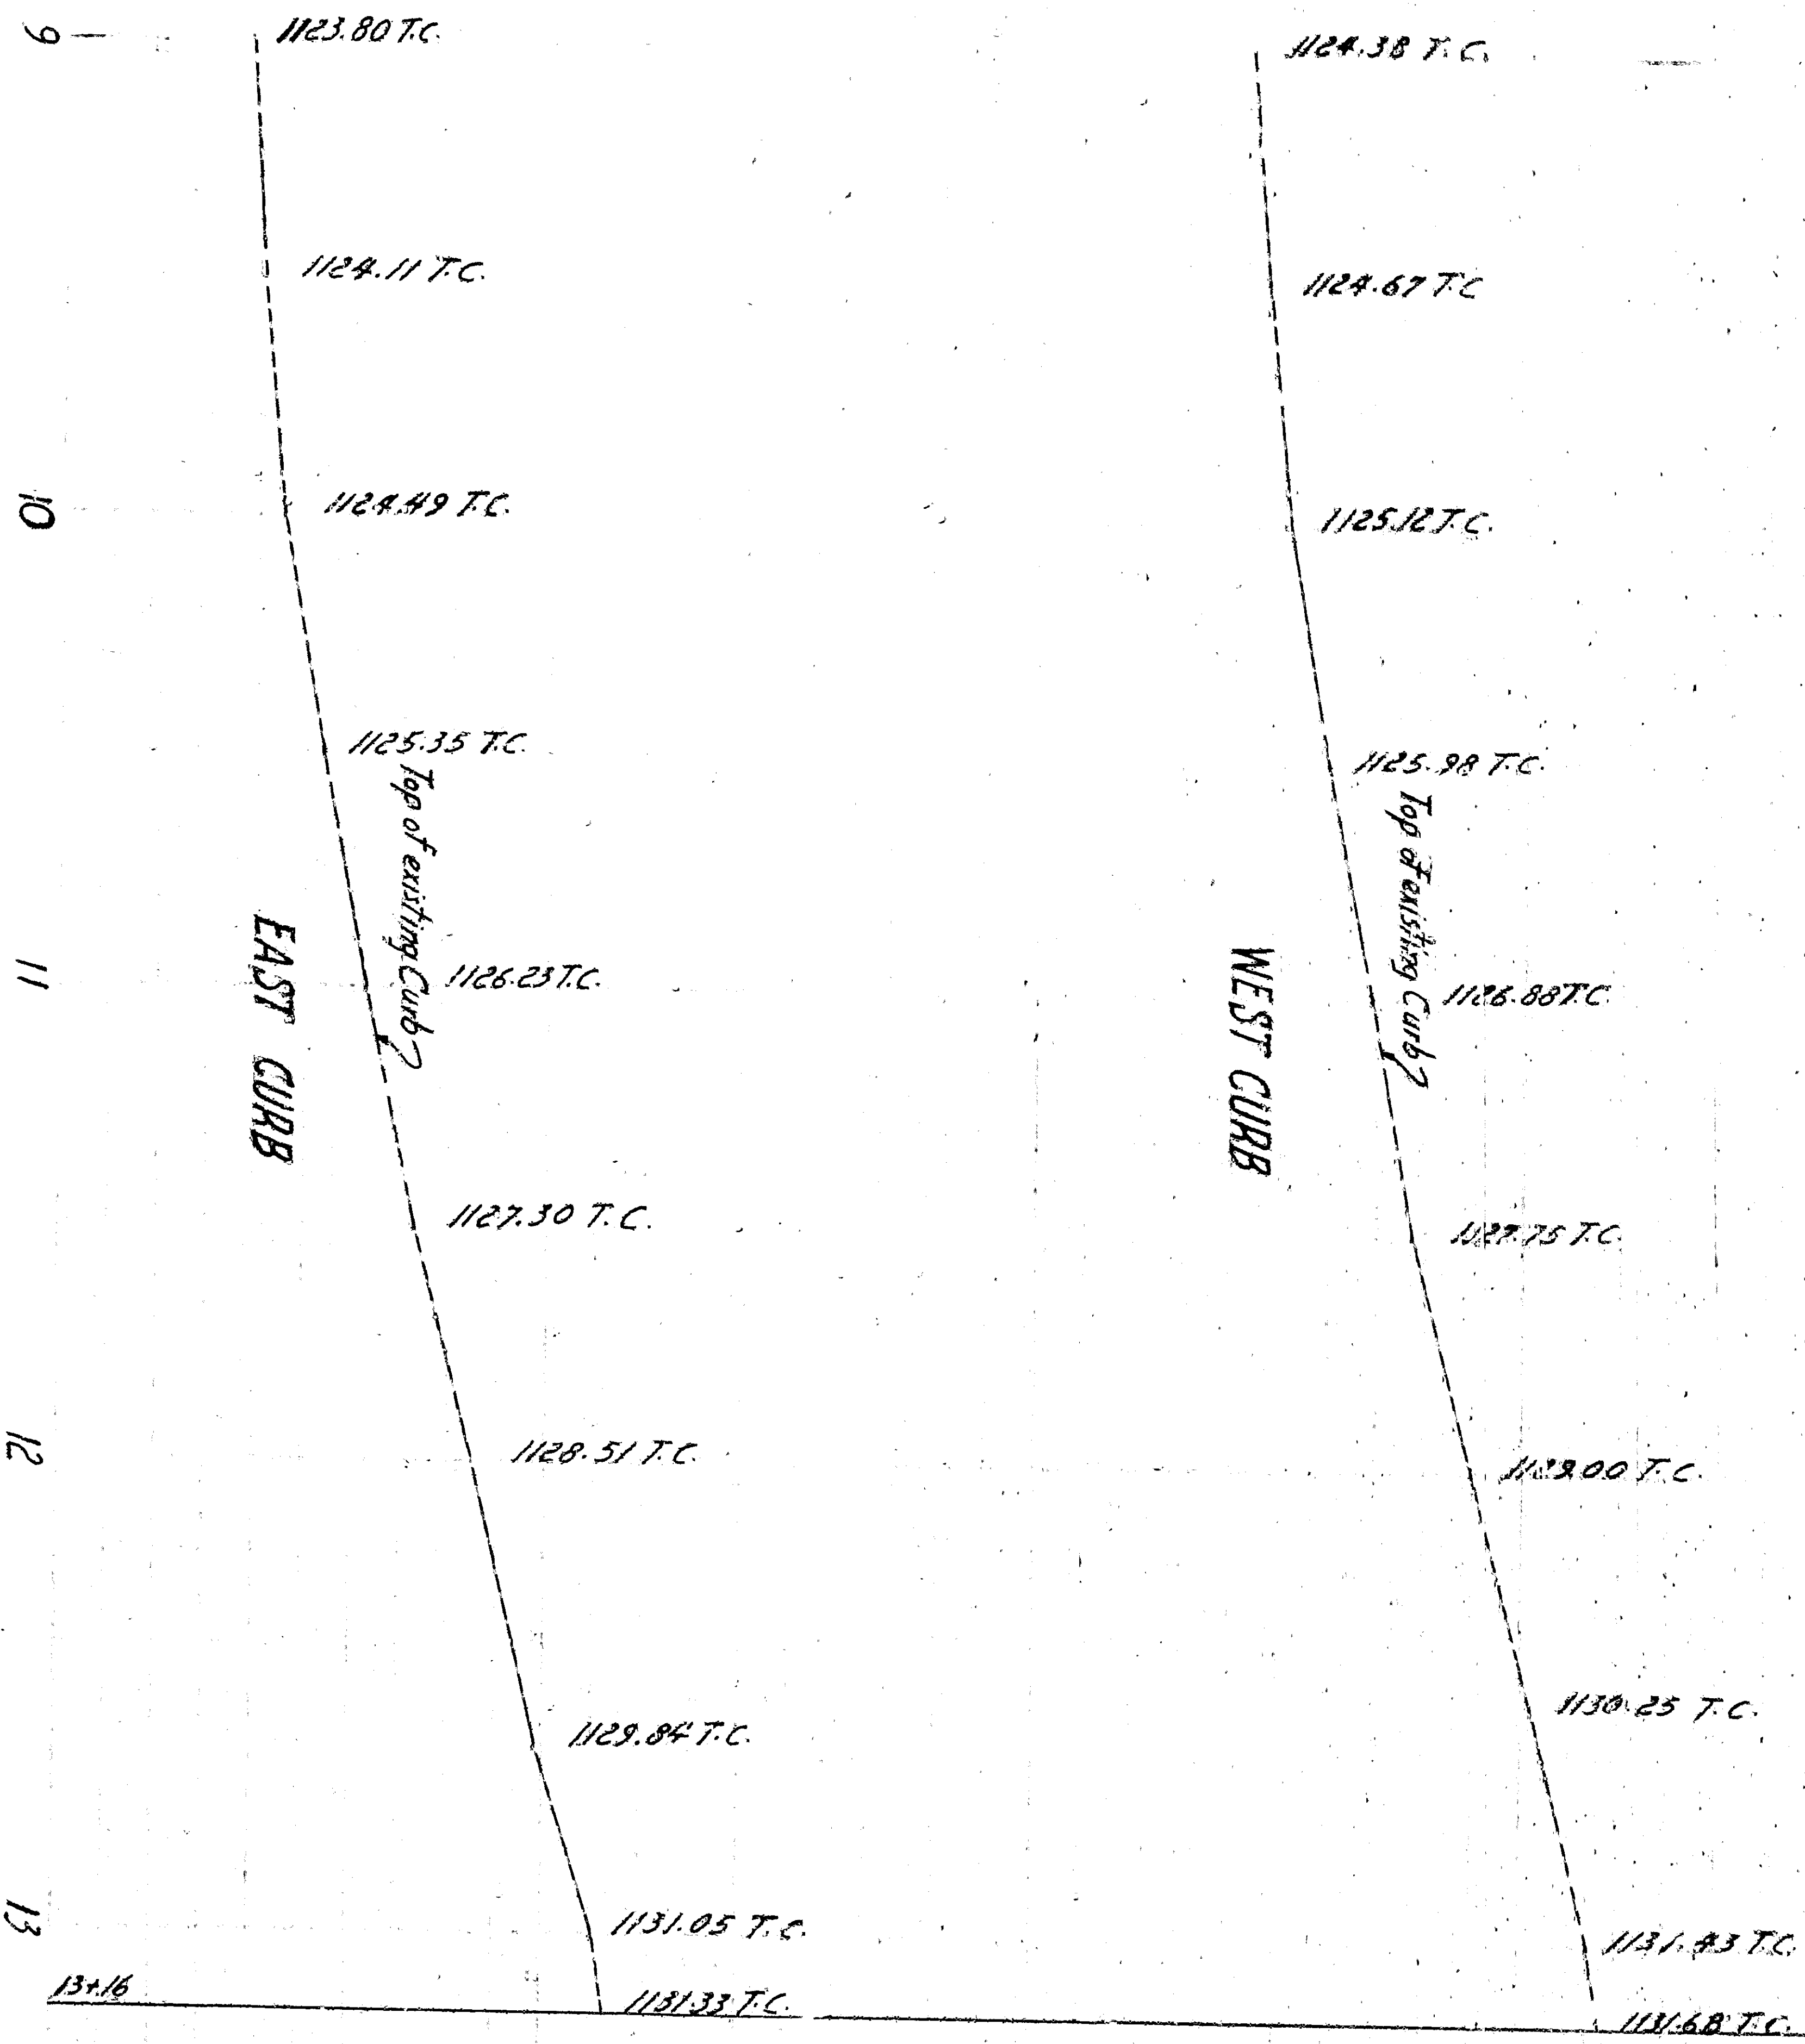 9
1123.80 T.C.
1124.38 T.C.
1124.11 T.C.
1124.67 T.C
10
1124.49 T.C.
1125.12 T.C.
1125.35 T.C.
1125.98 T.C.
Top of existing Curb
Top of existing Curb
11
1126.23 T.C.
1126.88 T.C.
EAST CURB
WEST CURB
1127.30 T.C.
1127.75 T.C.
12
1128.51 T.C.
1129.00 T.C.
1129.84 T.C.
1130.25 T.C.
13
1131.05 T.C.
1131.43 T.C.
13+16
1131.33 T.C.
1131.68 T.C.